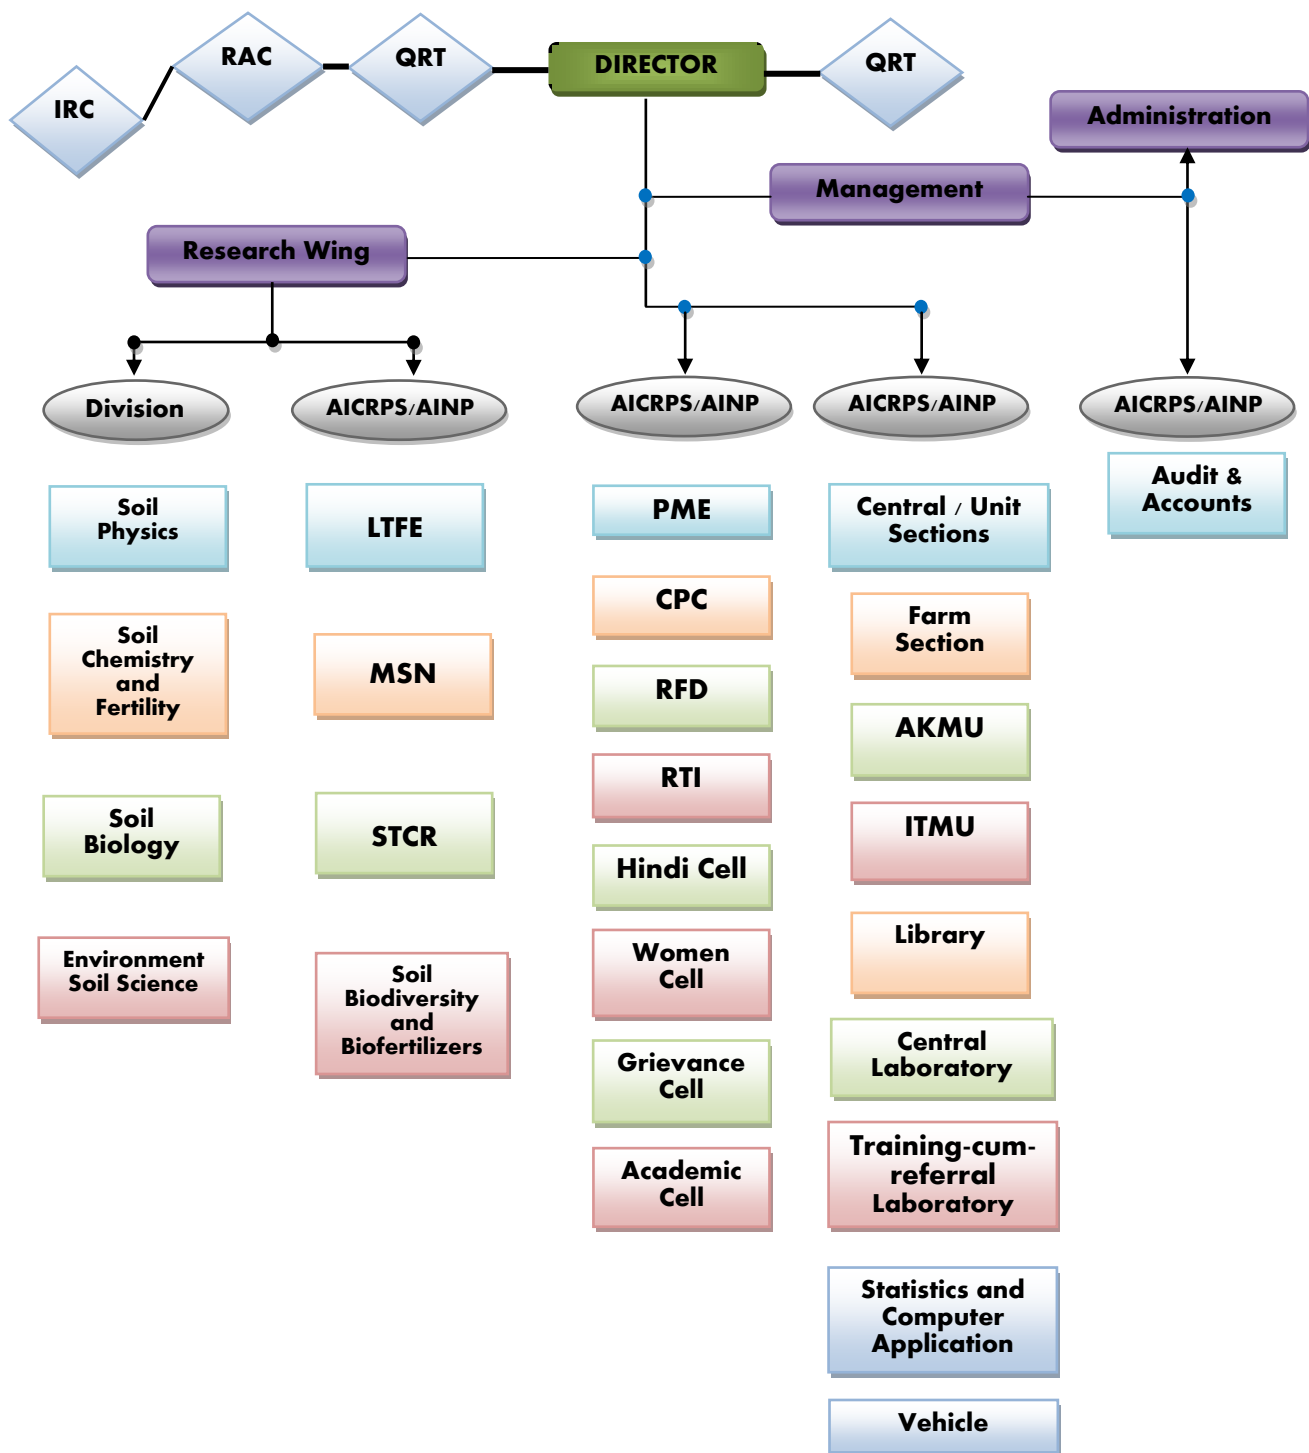 RAC
QRT
DIRECTOR
QRT
IRC
Administration
Management
Research Wing
Division
AICRPS/AINP
AICRPS/AINP
AICRPS/AINP
AICRPS/AINP
Soil
Physics
Soil
Chemistry
and
Fertility
Soil
Biology
Environment
Soil Science
LTFE
MSN
STCR
Soil
Biodiversity
and
Biofertilizers
PME
CPC
RFD
RTI
Hindi Cell
Women
Cell
Grievance
Cell
Academic
Cell
Central / Unit
Sections
Farm
Section
AKMU
ITMU
Library
Central
Laboratory
Training-cum-
referral
Laboratory
Statistics and
Computer
Application
Vehicle
Audit &
Accounts